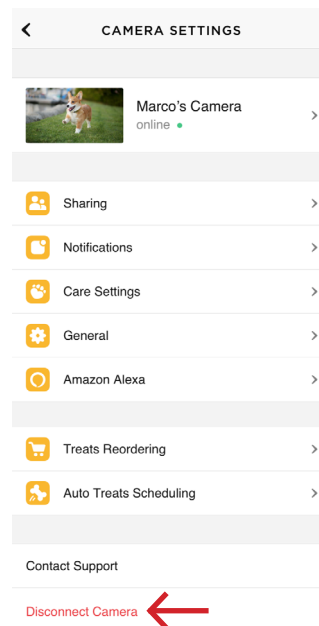 CAMERA SETTINGS
Marco's Camera
online
Sharing
Notifications
Care Settings
General
Amazon Alexa
Treats Reordering
Auto Treats Scheduling
Contact Support
Disconnect Camera